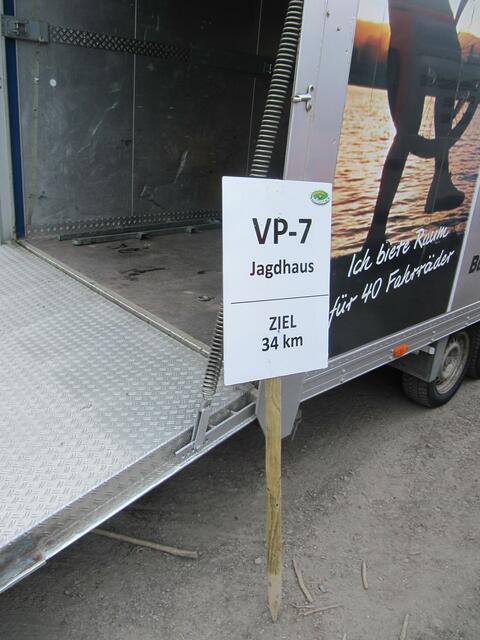 VP-7
Jagdhaus
ZIEL
34 km
Ich biete Raum
für 40 Fahrräder